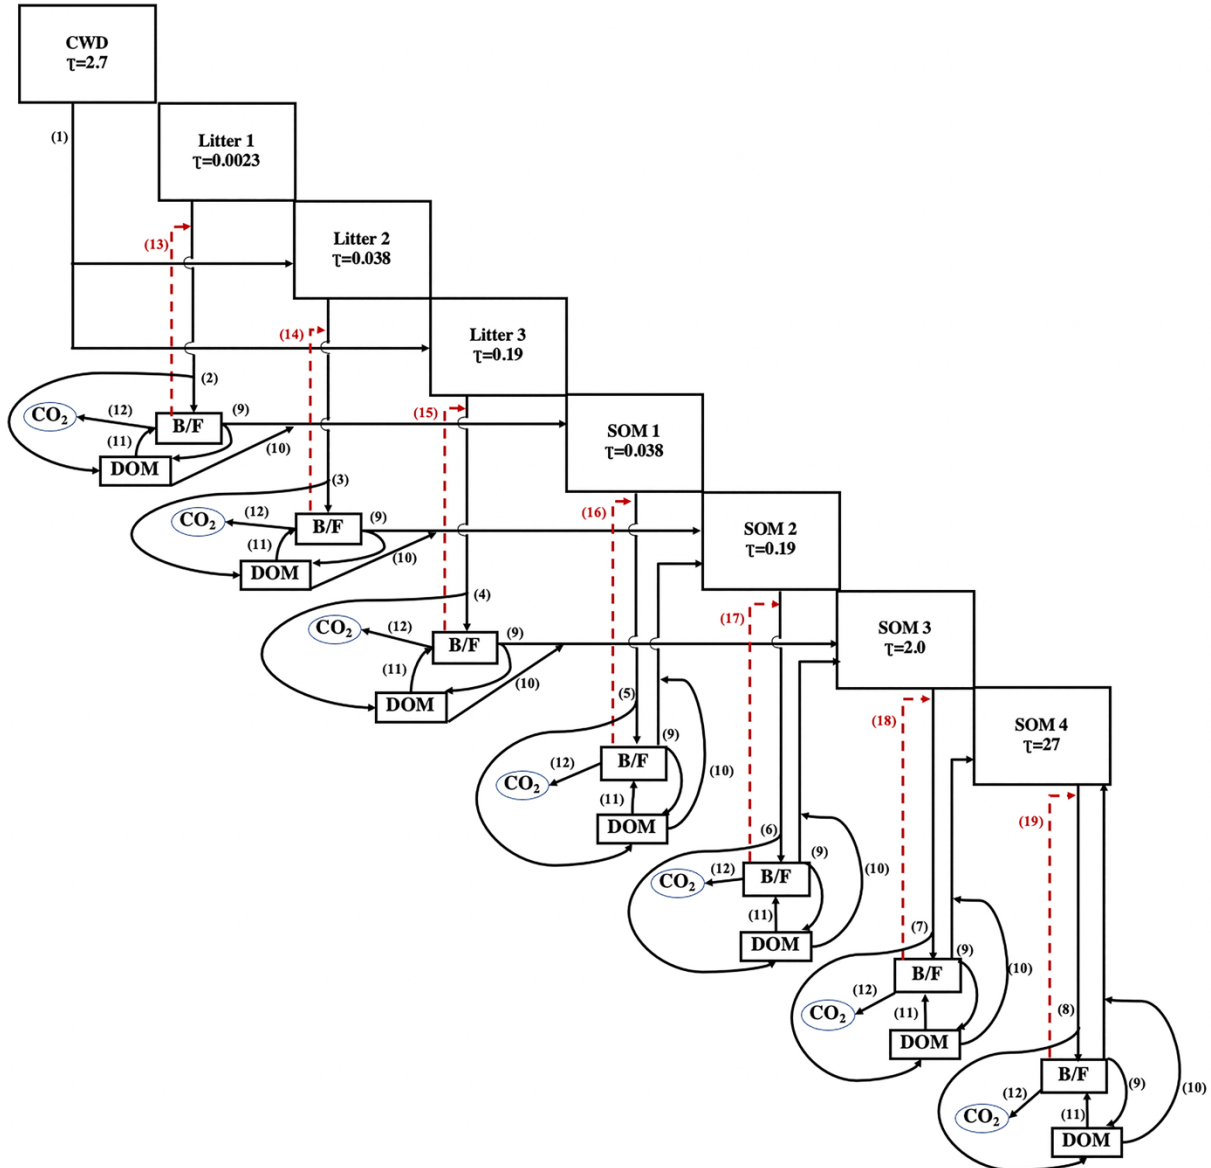 CWD
τ=2.7
(1)
Litter 1
τ=0.0023
(13)
Litter 2
τ=0.038
(14)
Litter 3
τ=0.19
(2)
CO₂
(12)
B/F
(9)
(11)
DOM
(10)
(15)
SOM 1
τ=0.038
(3)
CO₂
(12)
B/F
(9)
(11)
DOM
(10)
(16)
SOM 2
τ=0.19
(4)
CO₂
(12)
B/F
(9)
(11)
DOM
(10)
(17)
SOM 3
τ=2.0
(5)
CO₂
(12)
B/F
(9)
(11)
DOM
(10)
(18)
SOM 4
τ=27
(6)
CO₂
(12)
B/F
(9)
(11)
DOM
(10)
(19)
(7)
CO₂
(12)
B/F
(9)
(11)
DOM
(10)
(8)
CO₂
(12)
B/F
(9)
(11)
DOM
(10)